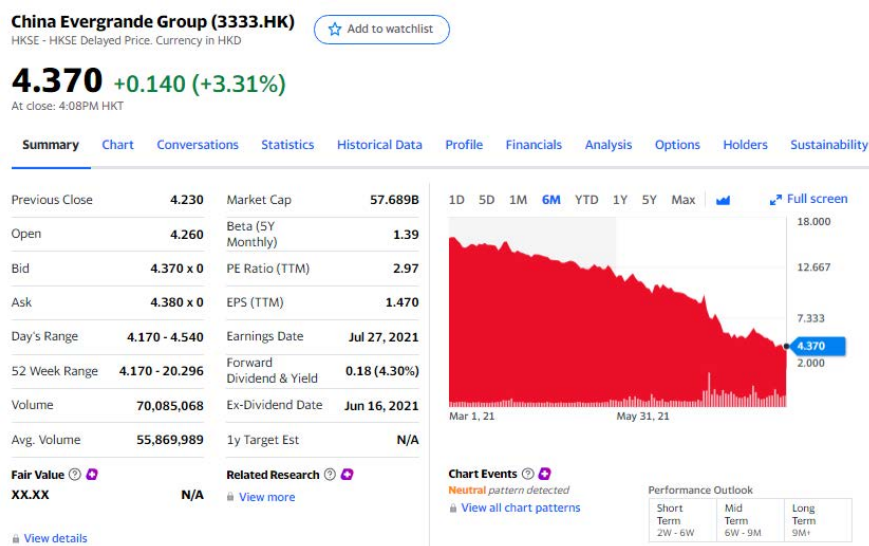 China Evergrande Group (3333.HK)
Add to watchlist
HKSE - HKSE Delayed Price. Currency in HKD
4.370 +0.140 (+3.31%)
At close: 4:08PM HKT
Summary Chart Conversations Statistics Historical Data Profile Financials Analysis Options Holders Sustainability
Previous Close 4.230
Open 4.260
Bid 4.370 x 0
Ask 4.380 x 0
Day's Range 4.170 - 4.540
52 Week Range 4.170 - 20.296
Volume 70,085,068
Avg. Volume 55,869,989
Market Cap 57.689B
Beta (5Y
Monthly) 1.39
PE Ratio (TTM) 2.97
EPS (TTM) 1.470
Earnings Date Jul 27, 2021
Forward
Dividend & Yield 0.18 (4.30%)
Ex-Dividend Date Jun 16, 2021
1y Target Est N/A
1D 5D 1M 6M YTD 1Y 5Y Max
Full screen
18.000
12.667
7.333
4.370
2.000
Mar 1, 21 May 31, 21
Fair Value
XX.XX N/A
View details
Related Research
View more
Chart Events
Neutral pattern detected
View all chart patterns
Performance Outlook
Short
Term
2W - 6W
Mid
Term
6W - 9M
Long
Term
9M+